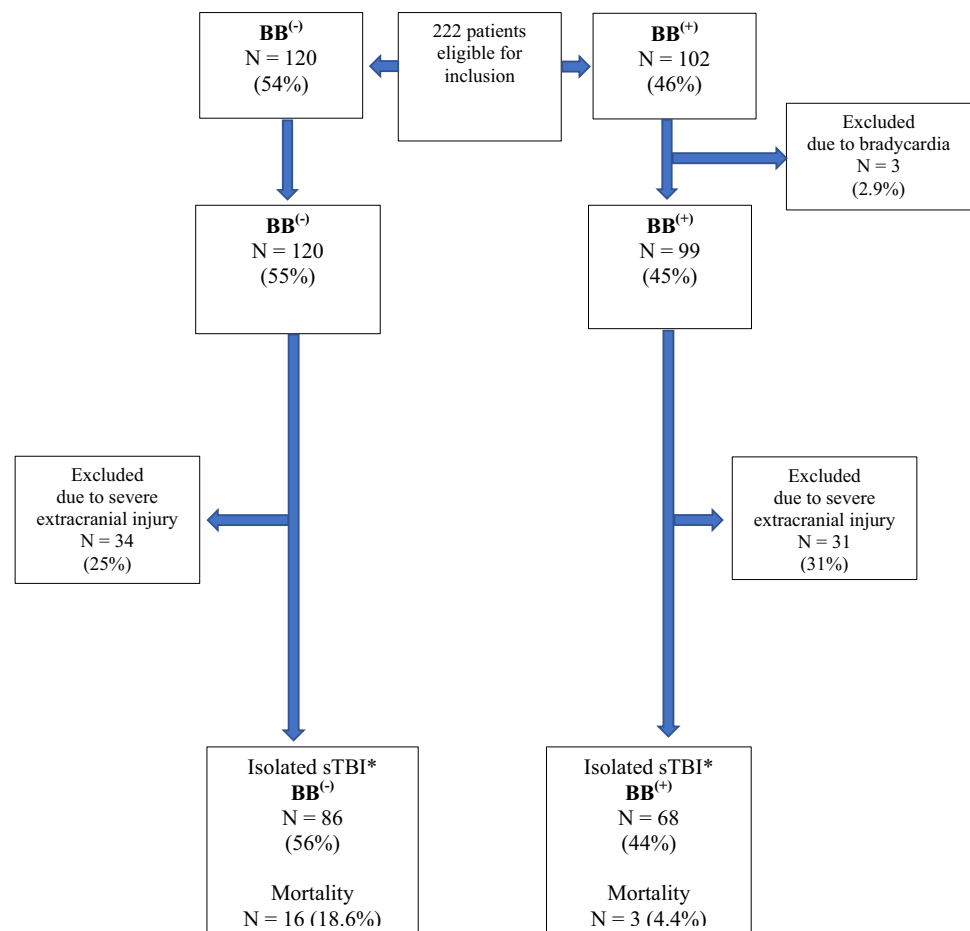 BB(-)
N = 120
(54%)
222 patients
eligible for
inclusion
BB(+)
N = 102
(46%)
Excluded
due to bradycardia
N = 3
(2.9%)
BB(-)
N = 120
(55%)
BB(+)
N = 99
(45%)
Excluded
due to severe
extracranial injury
N = 34
(25%)
Excluded
due to severe
extracranial injury
N = 31
(31%)
Isolated sTBI*
BB(-)
N = 86
(56%)
Mortality
N = 16 (18.6%)
Isolated sTBI*
BB(+)
N = 68
(44%)
Mortality
N = 3 (4.4%)